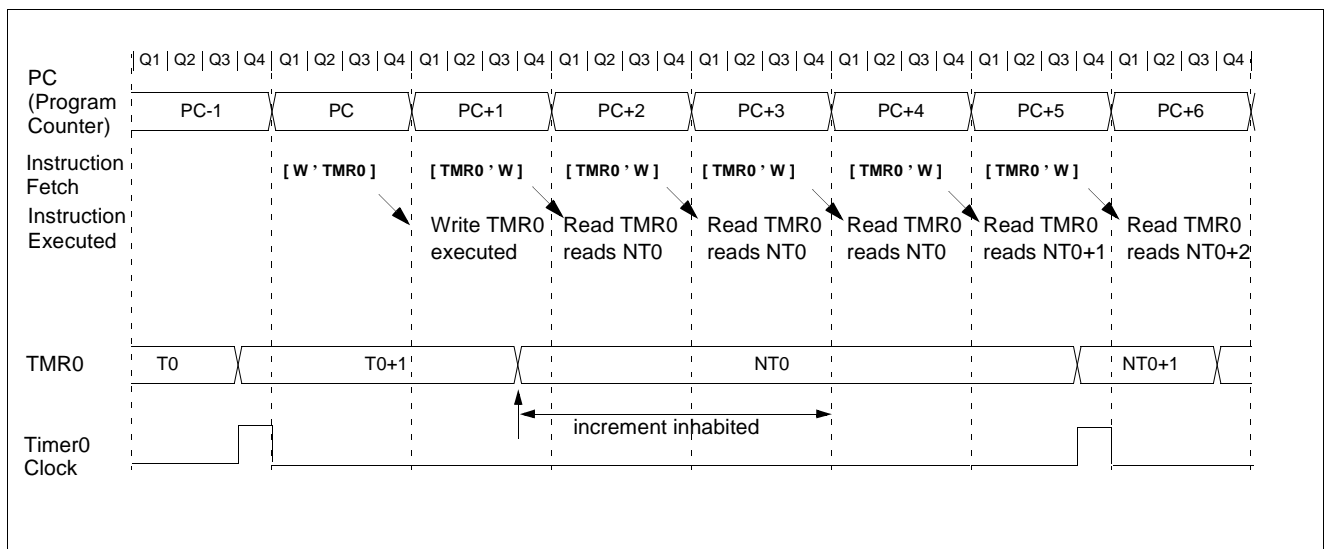 Q1 | Q2 | Q3 | Q4 | Q1 | Q2 | Q3 | Q4 | Q1 | Q2 | Q3 | Q4 | Q1 | Q2 | Q3 | Q4 | Q1 | Q2 | Q3 | Q4 | Q1 | Q2 | Q3 | Q4 | Q1 | Q2 | Q3 | Q4 | Q1 | Q2 | Q3 | Q4
PC
(Program
Counter)
PC-1 PC PC+1 PC+2 PC+3 PC+4 PC+5 PC+6
Instruction
Fetch
[ W ' TMR0 ] [ TMR0 ' W ] [ TMR0 ' W ] [ TMR0 ' W ] [ TMR0 ' W ] [ TMR0 ' W ]
Instruction
Executed
Write TMR0
executed
Read TMR0
reads NT0
Read TMR0
reads NT0
Read TMR0
reads NT0
Read TMR0
reads NT0+1
Read TMR0
reads NT0+2
TMR0
T0 T0+1 NT0 NT0+1
increment inhabited
Timer0
Clock